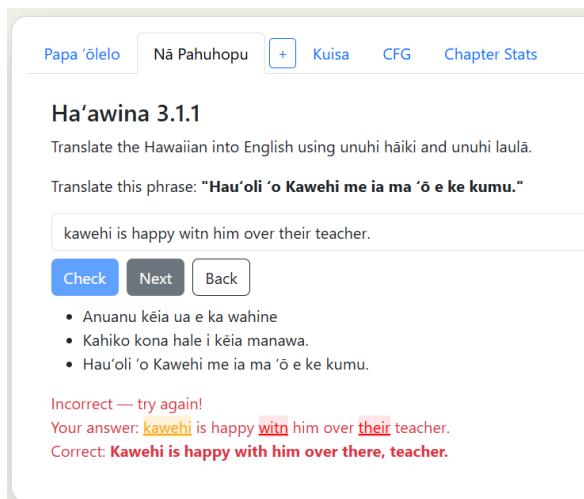 Papa ʻōlelo Nā Pahuhopu + Kuisa CFG Chapter Stats
Haʻawina 3.1.1
Translate the Hawaiian into English using unuhi hāiki and unuhi laulā.
Translate this phrase: "Hauʻoli ʻo Kawehi me ia ma ʻō e ke kumu."
kawehi is happy witn him over their teacher.
Check Next Back
• Anuanu kēia ua e ka wahine
• Kahiko kona hale i kēia manawa.
• Hauʻoli ʻo Kawehi me ia ma ʻō e ke kumu.
Incorrect — try again!
Your answer: kawehi is happy witn him over their teacher.
Correct: Kawehi is happy with him over there, teacher.